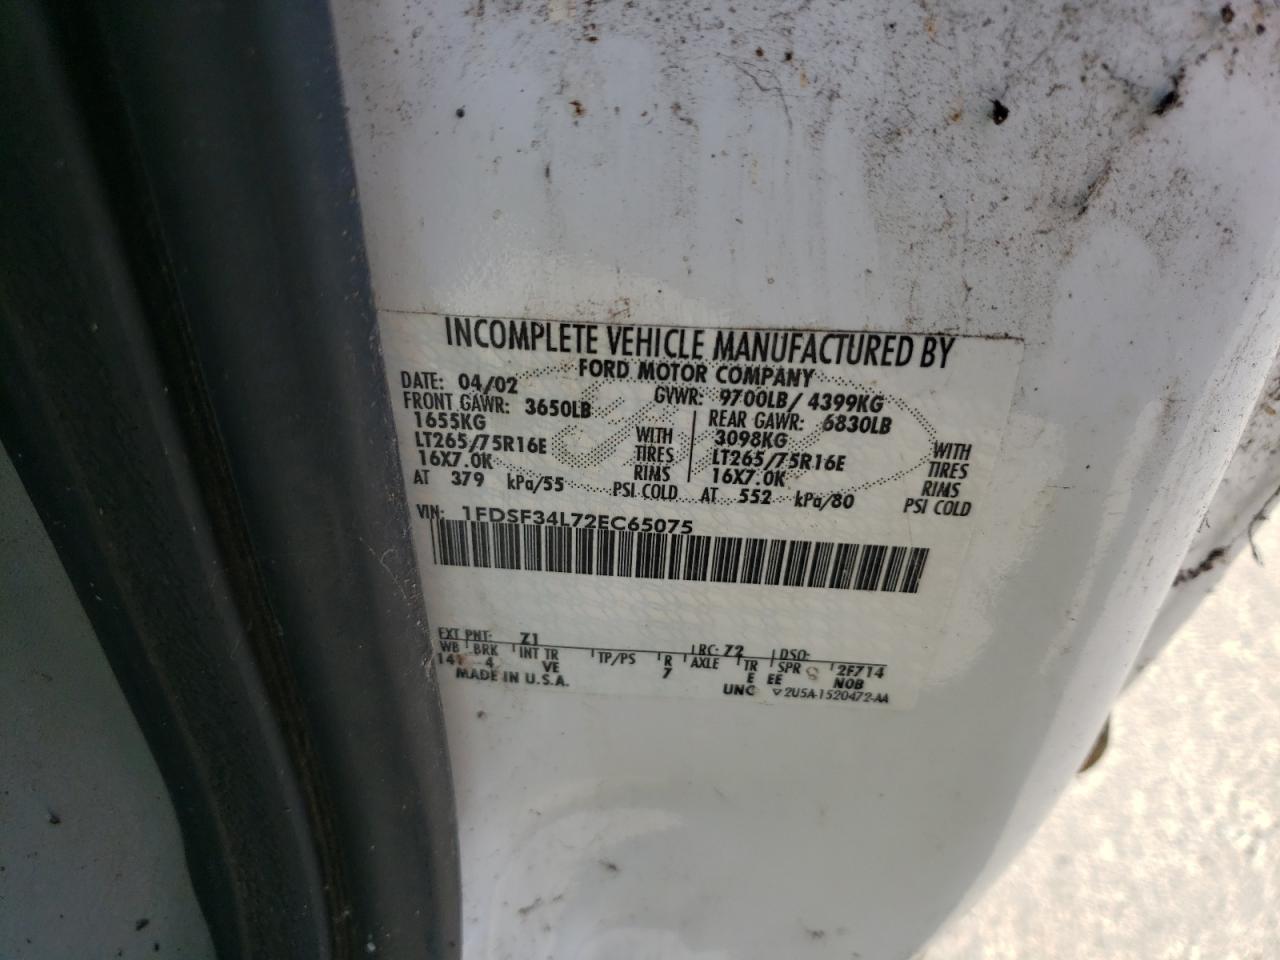 INCOMPLETE VEHICLE MANUFACTURED BY
FORD MOTOR COMPANY
DATE: 04/02 GVWR: 9700LB/ 4399KG
FRONT GAWR: 3650LB REAR GAWR: 6830LB
1655KG WITH 3098KG WITH
LT265/75R16E TIRES LT265/75R16E TIRES
16X7.0K RIMS 16X7.0K RIMS
AT 379 kPa/55 PSI COLD AT 552 kPa/80 PSI COLD
VIN: 1FDSF34L72EC65075
EXT PNT: Z1 RC: Z2 DSO:
WB BRK INT TR TP/PS R AXLE TR SPR 2F714
141 4 VE 7 E EE NOB
MADE IN U.S.A. UNC 2U5A-1520472-AA